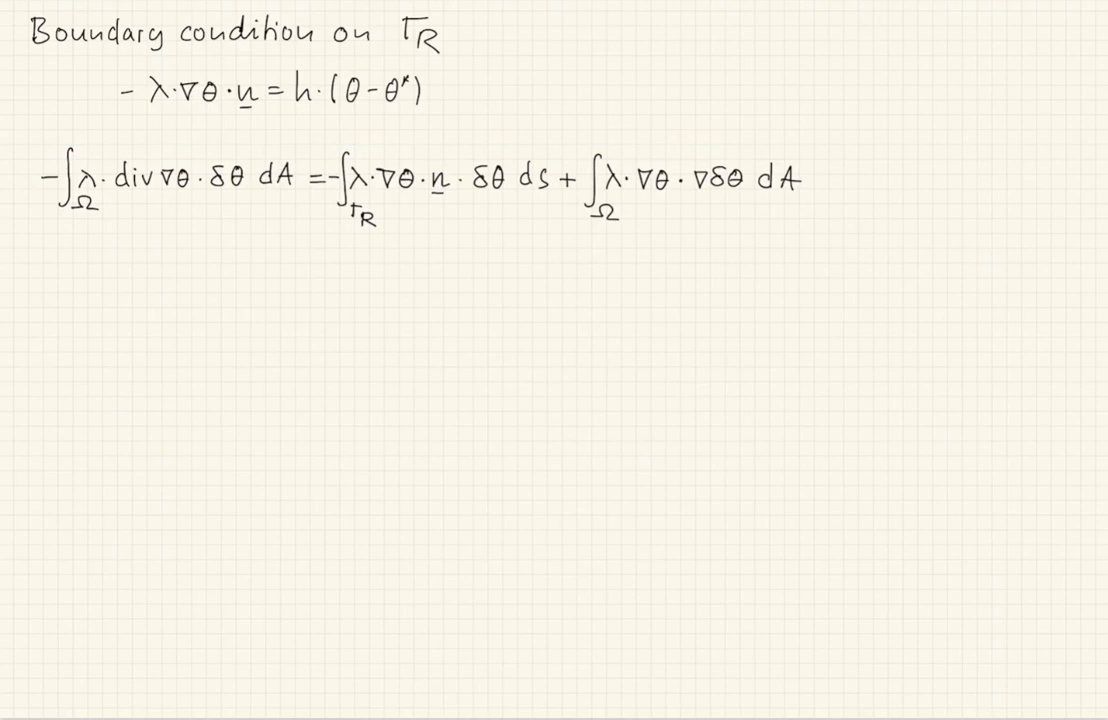 Boundary condition on Γ_R
- λ·∇θ·n = h·(θ-θ*)
-∫_Ω λ·div∇θ·δθ dA = -∫_Γ_R λ·∇θ·n·δθ ds + ∫_Ω λ·∇θ·∇δθ dA